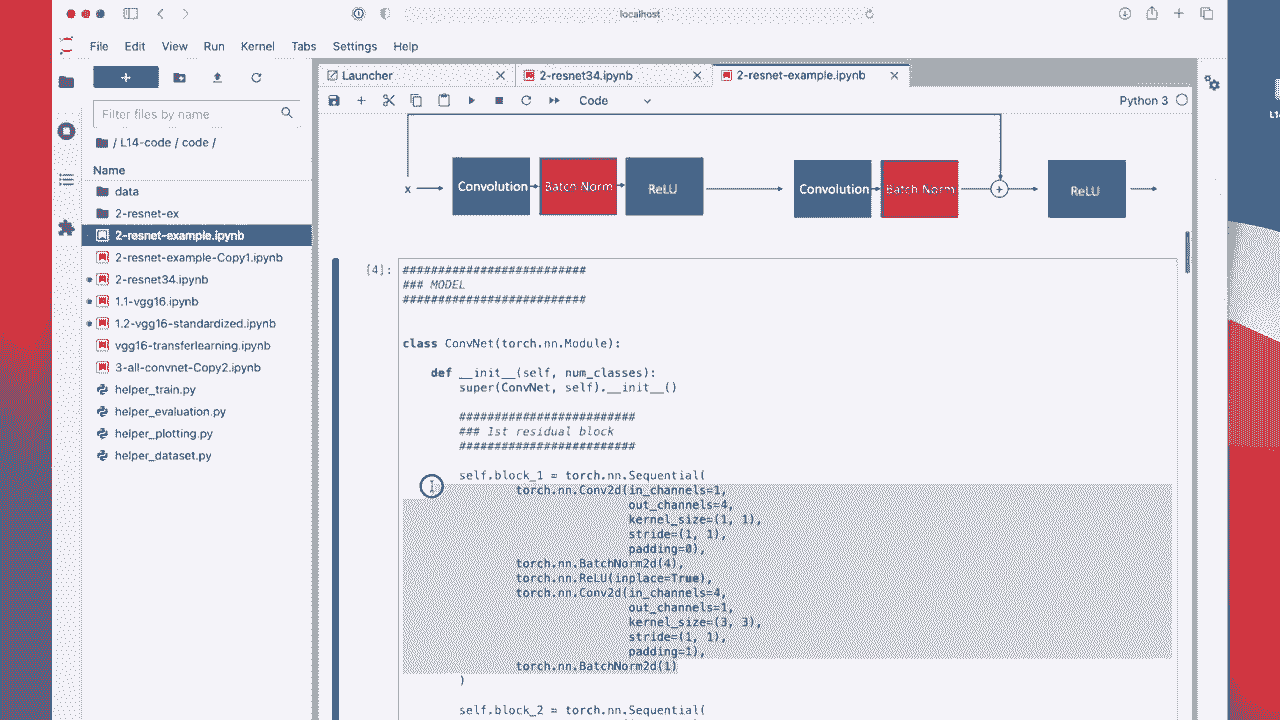 localhost
File Edit View Run Kernel Tabs Settings Help
Launcher
2-resnet34.ipynb
2-resnet-example.ipynb
Code
Python 3
Filter files by name
/ L14-code / code /
Name
data
2-resnet-ex
2-resnet-example.ipynb
2-resnet-example-Copy1.ipynb
2-resnet34.ipynb
1.1-vgg16.ipynb
1.2-vgg16-standardized.ipynb
vgg16-transferlearning.ipynb
3-all-convnet-Copy2.ipynb
helper_train.py
helper_evaluation.py
helper_plotting.py
helper_dataset.py
x Convolution Batch Norm ReLU Convolution Batch Norm + ReLU
[4]:
##########################
### MODEL
##########################
class ConvNet(torch.nn.Module):
def __init__(self, num_classes):
super(ConvNet, self).__init__()
#########################
### 1st residual block
#########################
self.block_1 = torch.nn.Sequential(
torch.nn.Conv2d(in_channels=1,
out_channels=4,
kernel_size=(1, 1),
stride=(1, 1),
padding=0),
torch.nn.BatchNorm2d(4),
torch.nn.ReLU(inplace=True),
torch.nn.Conv2d(in_channels=4,
out_channels=1,
kernel_size=(3, 3),
stride=(1, 1),
padding=1),
torch.nn.BatchNorm2d(1)
)
self.block_2 = torch.nn.Sequential(